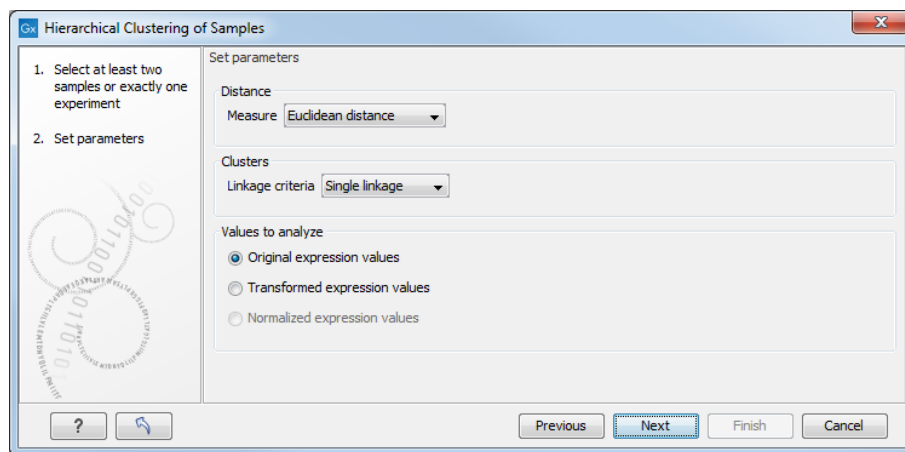 Gx Hierarchical Clustering of Samples
1. Select at least two
samples or exactly one
experiment
2. Set parameters
Set parameters
Distance
Measure Euclidean distance
Clusters
Linkage criteria Single linkage
Values to analyze
Original expression values
Transformed expression values
Normalized expression values
?
Previous Next Finish Cancel